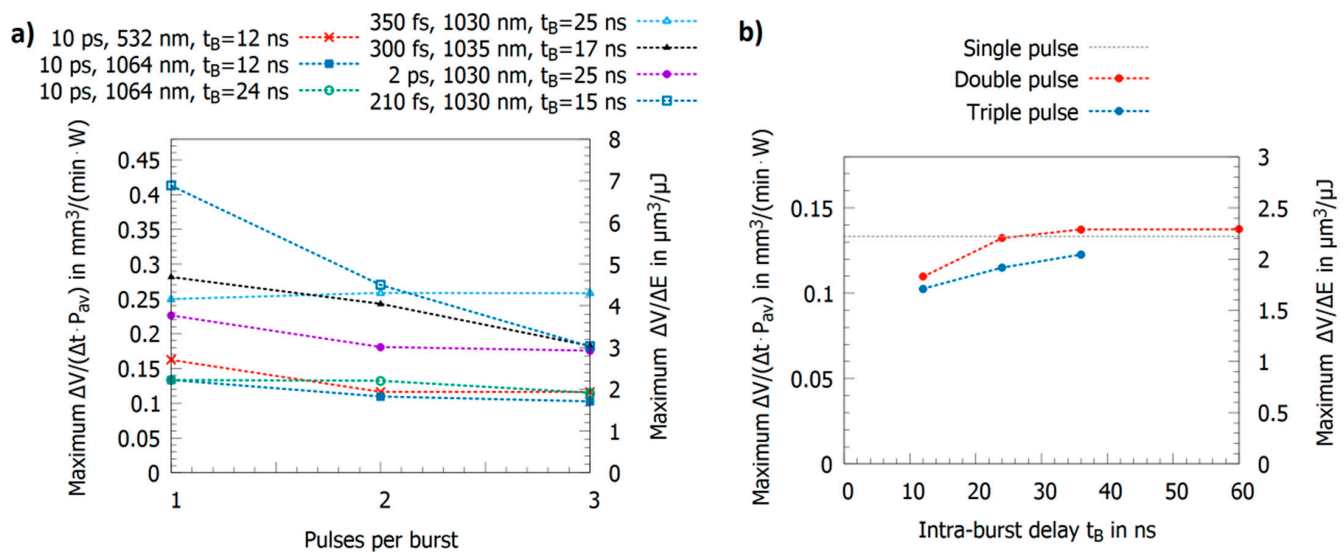 a)
10 ps, 532 nm, t_B=12 ns
10 ps, 1064 nm, t_B=12 ns
10 ps, 1064 nm, t_B=24 ns
350 fs, 1030 nm, t_B=25 ns
300 fs, 1035 nm, t_B=17 ns
2 ps, 1030 nm, t_B=25 ns
210 fs, 1030 nm, t_B=15 ns
Maximum ΔV/(Δt · P_av) in mm³/(min · W)
0.45
0.4
0.35
0.3
0.25
0.2
0.15
0.1
0.05
0
8
7
6
5
4
3
2
1
0
Maximum ΔV/ΔE in µm³/µJ
1 2 3
Pulses per burst
b)
Single pulse
Double pulse
Triple pulse
Maximum ΔV/(Δt · P_av) in mm³/(min · W)
0.15
0.1
0.05
0
3
2.5
2
1.5
1
0.5
0
Maximum ΔV/ΔE in µm³/µJ
0 10 20 30 40 50 60
Intra-burst delay t_B in ns